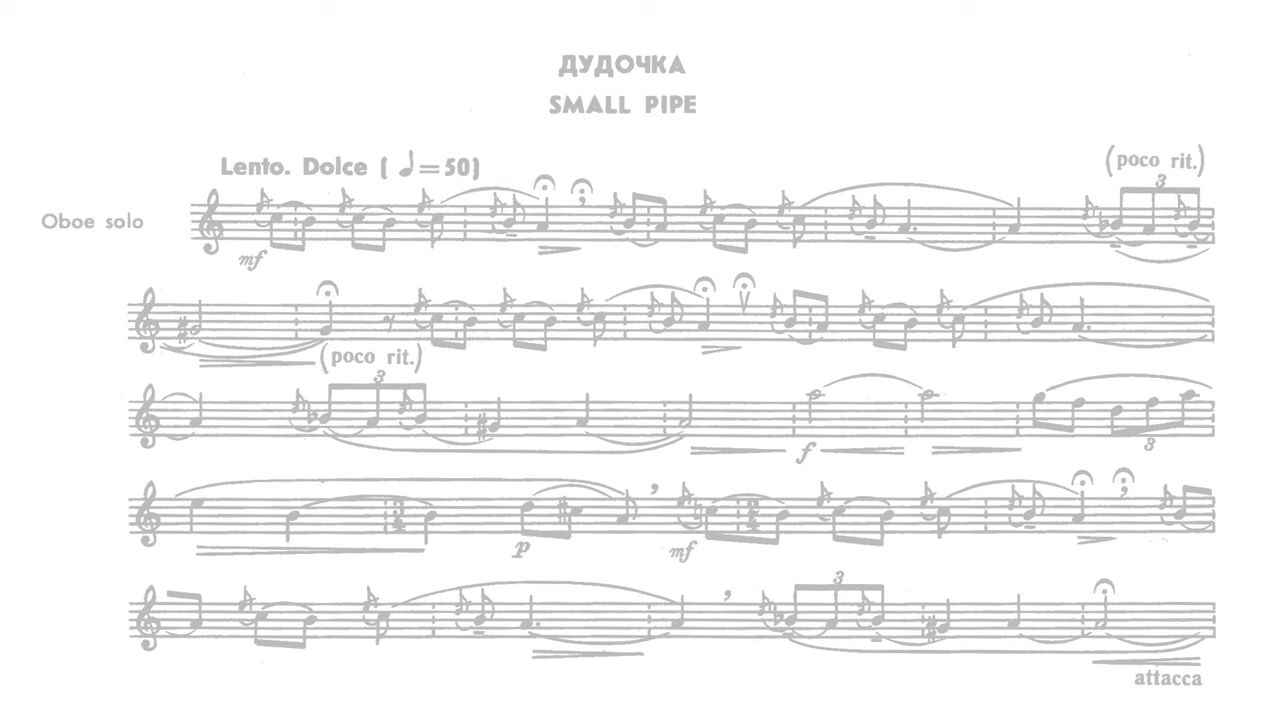 ДУДОЧКА
SMALL PIPE
Lento. Dolce ( ♩=50)
(poco rit.)
3
Oboe solo
mf
(poco rit.)
3
f
3
p
mf
3
attacca